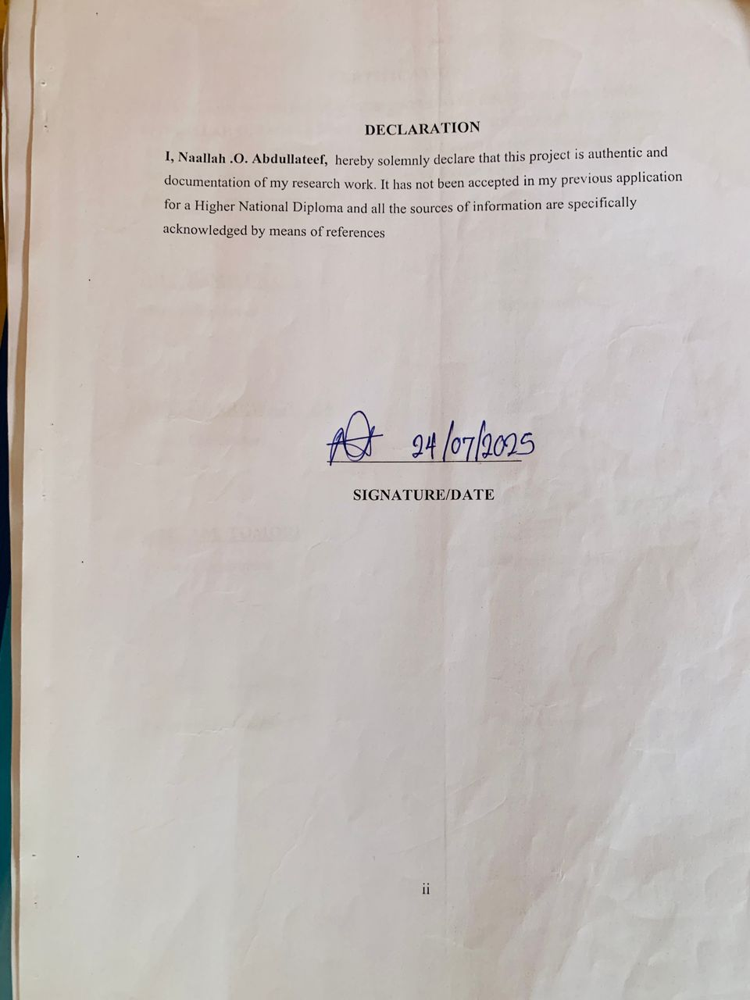 DECLARATION
I, Naallah .O. Abdullateef, hereby solemnly declare that this project is authentic and
documentation of my research work. It has not been accepted in my previous application
for a Higher National Diploma and all the sources of information are specifically
acknowledged by means of references
24/07/2025
SIGNATURE/DATE
ii